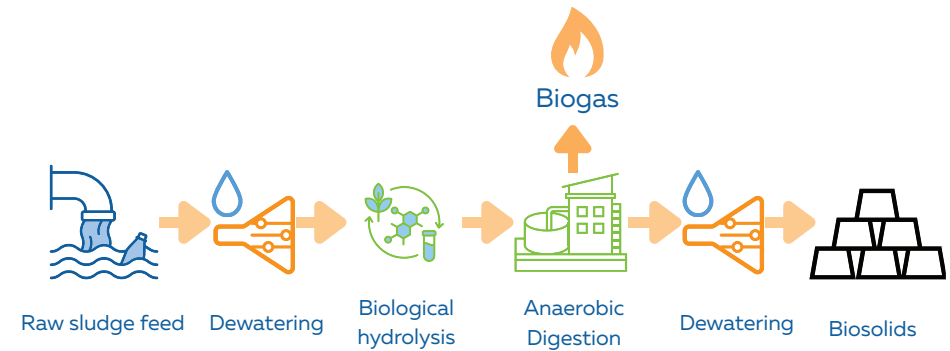 Biogas
Raw sludge feed
Dewatering
Biological
hydrolysis
Anaerobic
Digestion
Dewatering
Biosolids